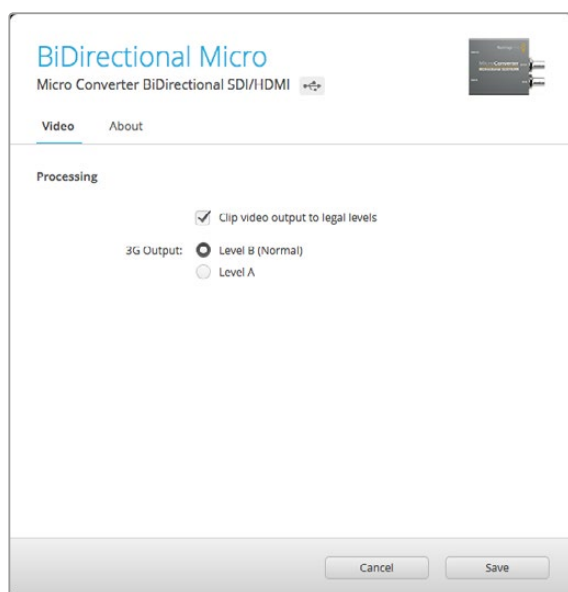 BiDirectional Micro
Micro Converter BiDirectional SDI/HDMI
Video About
Processing
Clip video output to legal levels
3G Output: Level B (Normal)
Level A
Cancel Save